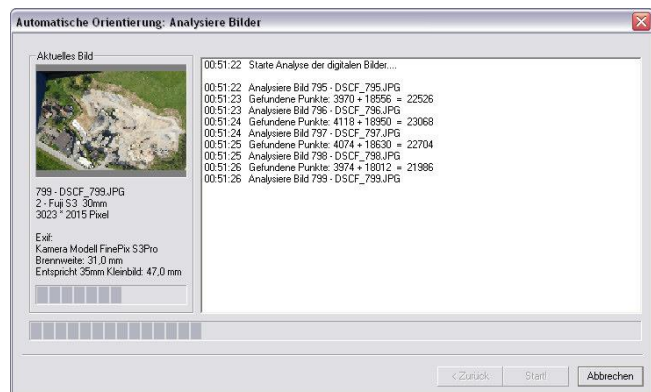 Automatische Orientierung: Analysiere Bilder
Aktuelles Bild
799 - DSCF_799.JPG
2 - Fuji S3 30mm
3023 * 2015 Pixel
Exif:
Kamera Modell FinePix S3Pro
Brennweite: 31,0 mm
Entspricht 35mm Kleinbild: 47,0 mm
00:51:22 Starte Analyse der digitalen Bilder....
00:51:22 Analysiere Bild 795 - DSCF_795.JPG
00:51:23 Gefundene Punkte: 3970 + 18556 = 22526
00:51:23 Analysiere Bild 796 - DSCF_796.JPG
00:51:24 Gefundene Punkte: 4118 + 18950 = 23068
00:51:24 Analysiere Bild 797 - DSCF_797.JPG
00:51:25 Gefundene Punkte: 4074 + 18630 = 22704
00:51:25 Analysiere Bild 798 - DSCF_798.JPG
00:51:26 Gefundene Punkte: 3974 + 18012 = 21986
00:51:26 Analysiere Bild 799 - DSCF_799.JPG
< Zurück
Start!
Abbrechen